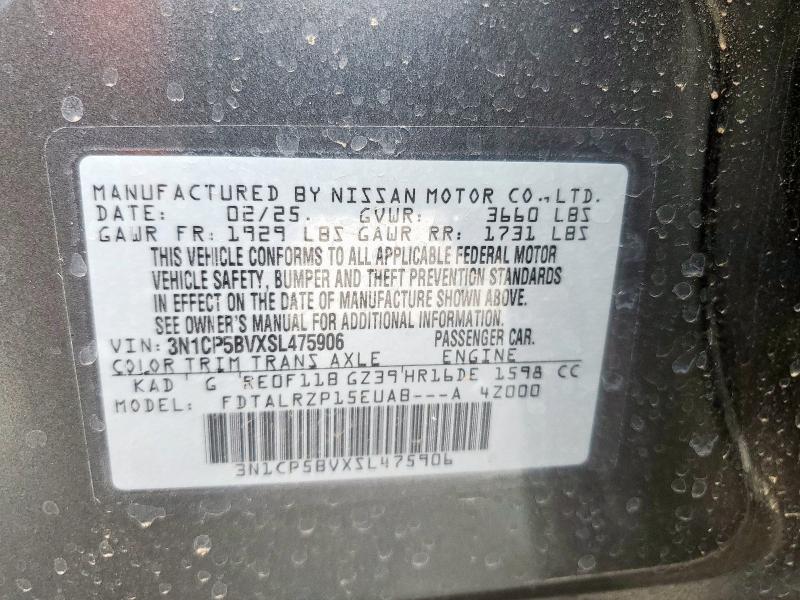 MANUFACTURED BY NISSAN MOTOR CO., LTD.
DATE: 02/25. GVWR: 3660 LBS
GAWR FR: 1929 LBS GAWR RR: 1731 LBS
THIS VEHICLE CONFORMS TO ALL APPLICABLE FEDERAL MOTOR
VEHICLE SAFETY, BUMPER AND THEFT PREVENTION STANDARDS
IN EFFECT ON THE DATE OF MANUFACTURE SHOWN ABOVE.
SEE OWNER'S MANUAL FOR ADDITIONAL INFORMATION.
VIN: 3N1CP5BVXSL475906 PASSENGER CAR.
COLOR TRIM TRANS AXLE ENGINE
KAD G RE0F11B GZ39 HR16DE 1598 CC
MODEL: FDTALRZP15EUAB---A 4Z000
3N1CP5BVXSL475906